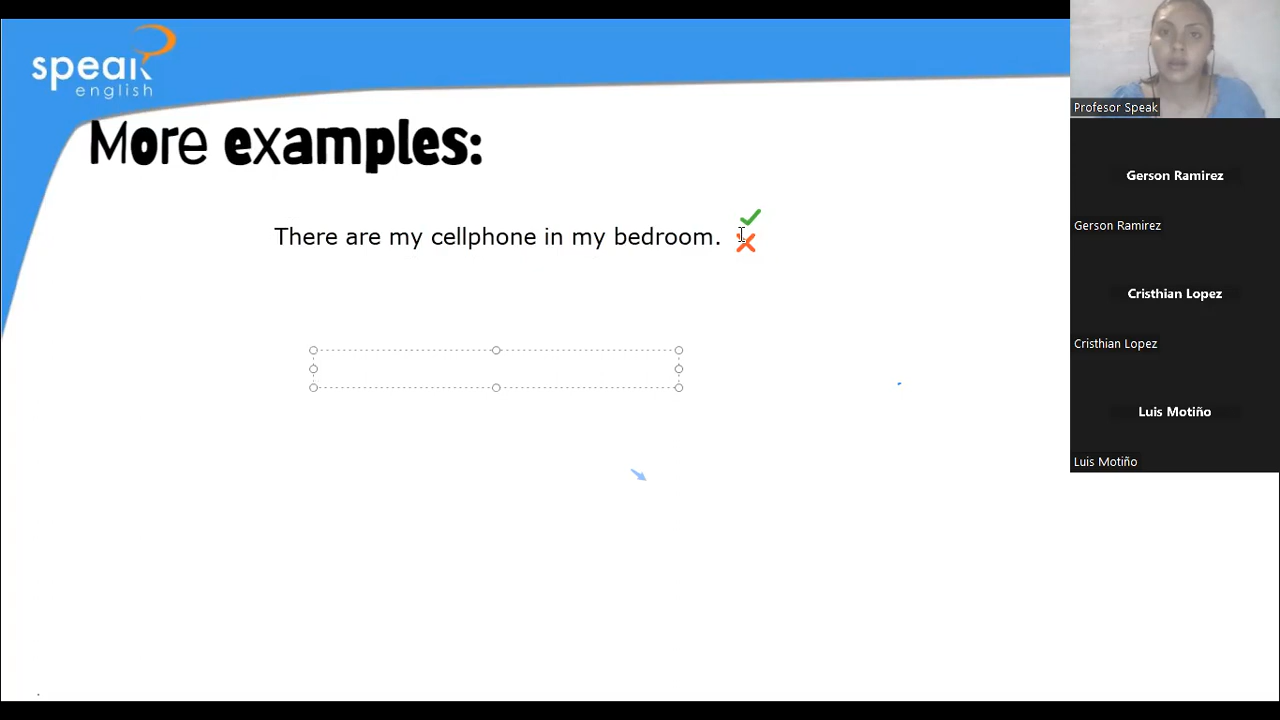 speak
english
More examples:
There are my cellphone in my bedroom.
Profesor Speak
Gerson Ramirez
Gerson Ramirez
Cristhian Lopez
Cristhian Lopez
Luis Motiño
Luis Motiño